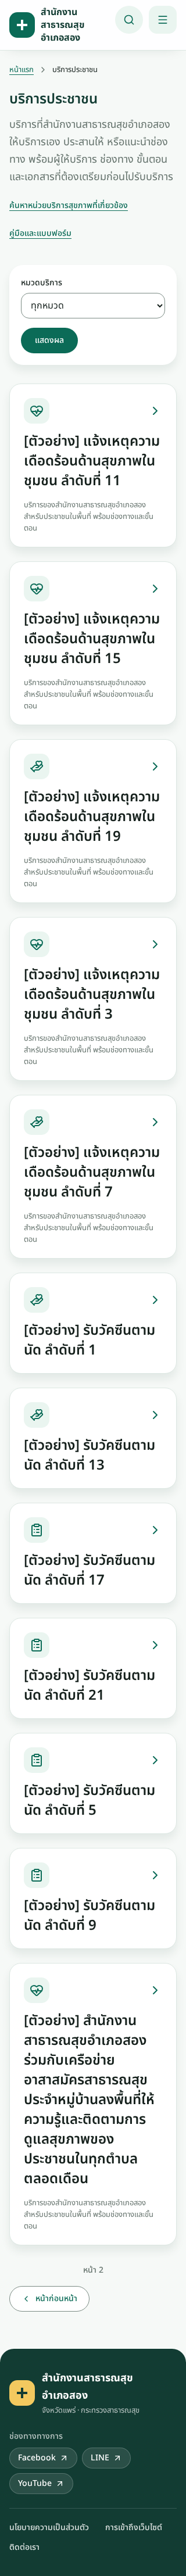 สำนักงาน
สาธารณสุข
อำเภอสอง
หน้าแรก
บริการประชาชน
บริการประชาชน
บริการที่สำนักงานสาธารณสุขอำเภอสอง
ให้บริการเอง ประสานให้ หรือแนะนำช่อง
ทาง พร้อมผู้ให้บริการ ช่องทาง ขั้นตอน
และเอกสารที่ต้องเตรียมก่อนไปรับบริการ
ค้นหาหน่วยบริการสุขภาพที่เกี่ยวข้อง
คู่มือและแบบฟอร์ม
หมวดบริการ
ทุกหมวด
แสดงผล
[ตัวอย่าง] แจ้งเหตุความ
เดือดร้อนด้านสุขภาพใน
ชุมชน ลำดับที่ 11
บริการของสำนักงานสาธารณสุขอำเภอสอง
สำหรับประชาชนในพื้นที่ พร้อมช่องทางและขั้น
ตอน
[ตัวอย่าง] แจ้งเหตุความ
เดือดร้อนด้านสุขภาพใน
ชุมชน ลำดับที่ 15
บริการของสำนักงานสาธารณสุขอำเภอสอง
สำหรับประชาชนในพื้นที่ พร้อมช่องทางและขั้น
ตอน
[ตัวอย่าง] แจ้งเหตุความ
เดือดร้อนด้านสุขภาพใน
ชุมชน ลำดับที่ 19
บริการของสำนักงานสาธารณสุขอำเภอสอง
สำหรับประชาชนในพื้นที่ พร้อมช่องทางและขั้น
ตอน
[ตัวอย่าง] แจ้งเหตุความ
เดือดร้อนด้านสุขภาพใน
ชุมชน ลำดับที่ 3
บริการของสำนักงานสาธารณสุขอำเภอสอง
สำหรับประชาชนในพื้นที่ พร้อมช่องทางและขั้น
ตอน
[ตัวอย่าง] แจ้งเหตุความ
เดือดร้อนด้านสุขภาพใน
ชุมชน ลำดับที่ 7
บริการของสำนักงานสาธารณสุขอำเภอสอง
สำหรับประชาชนในพื้นที่ พร้อมช่องทางและขั้น
ตอน
[ตัวอย่าง] รับวัคซีนตาม
นัด ลำดับที่ 1
[ตัวอย่าง] รับวัคซีนตาม
นัด ลำดับที่ 13
[ตัวอย่าง] รับวัคซีนตาม
นัด ลำดับที่ 17
[ตัวอย่าง] รับวัคซีนตาม
นัด ลำดับที่ 21
[ตัวอย่าง] รับวัคซีนตาม
นัด ลำดับที่ 5
[ตัวอย่าง] รับวัคซีนตาม
นัด ลำดับที่ 9
[ตัวอย่าง] สำนักงาน
สาธารณสุขอำเภอสอง
ร่วมกับเครือข่าย
อาสาสมัครสาธารณสุข
ประจำหมู่บ้านลงพื้นที่ให้
ความรู้และติดตามการ
ดูแลสุขภาพของ
ประชาชนในทุกตำบล
ตลอดเดือน
บริการของสำนักงานสาธารณสุขอำเภอสอง
สำหรับประชาชนในพื้นที่ พร้อมช่องทางและขั้น
ตอน
หน้า 2
หน้าก่อนหน้า
สำนักงานสาธารณสุข
อำเภอสอง
จังหวัดแพร่ · กระทรวงสาธารณสุข
ช่องทางทางการ
Facebook
LINE
YouTube
นโยบายความเป็นส่วนตัว
การเข้าถึงเว็บไซต์
ติดต่อเรา